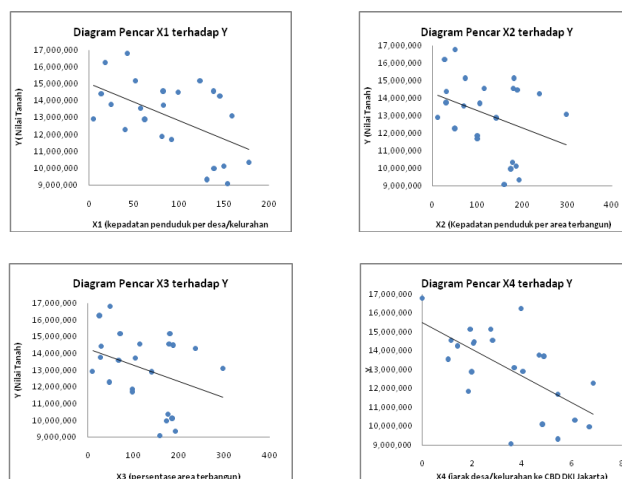 Diagram Pencar X1 terhadap Y
17,000,000
16,000,000
15,000,000
14,000,000
13,000,000
12,000,000
11,000,000
10,000,000
9,000,000
Y (Nilai Tanah)
0 50 100 150 200
X1 (kepadatan penduduk per desa/kelurahan
Diagram Pencar X2 terhadap Y
17,000,000
16,000,000
15,000,000
14,000,000
13,000,000
12,000,000
11,000,000
10,000,000
9,000,000
Y (Nilai Tanah)
0 100 200 300 400
X2 (Kepadatan penduduk per area terbangun)
Diagram Pencar X3 terhadap Y
17,000,000
16,000,000
15,000,000
14,000,000
13,000,000
12,000,000
11,000,000
10,000,000
9,000,000
Y (Nilai Tanah)
0 100 200 300 400
X3 (persentase area terbangun)
Diagram Pencar X4 terhadap Y
17,000,000
16,000,000
15,000,000
14,000,000
13,000,000
12,000,000
11,000,000
10,000,000
9,000,000
0 2 4 6 8
X4 (jarak desa/kelurahan ke CBD DKI Jakarta)